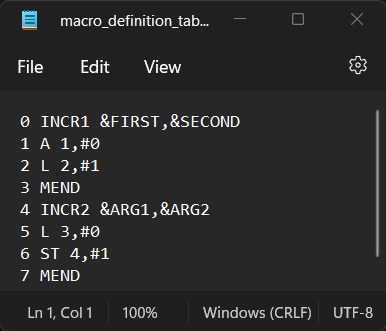 macro_definition_tab...
File Edit View
0 INCR1 &FIRST,&SECOND
1 A 1,#0
2 L 2,#1
3 MEND
4 INCR2 &ARG1,&ARG2
5 L 3,#0
6 ST 4,#1
7 MEND
Ln 1, Col 1 100% Windows (CRLF) UTF-8